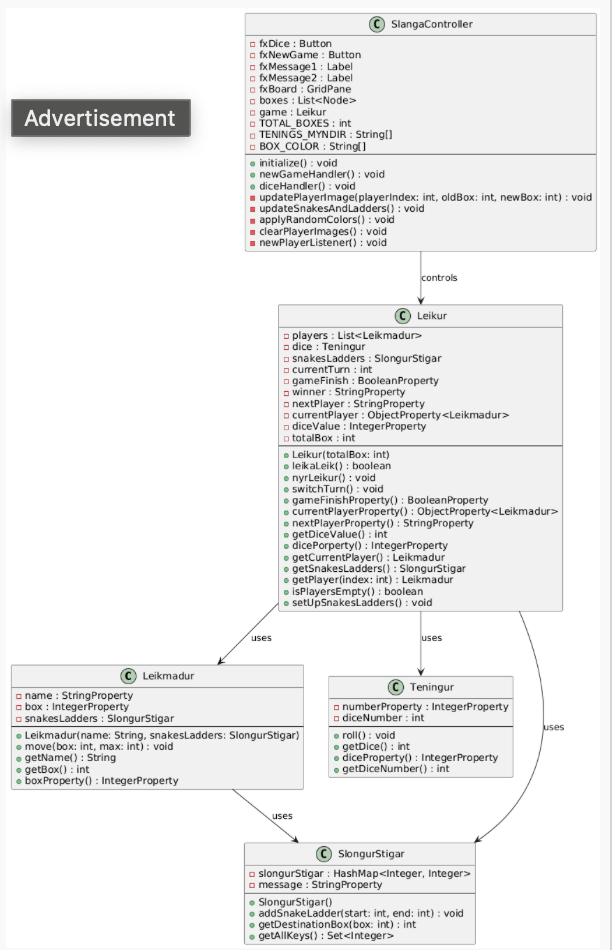 C SlangaController
fxDice : Button
fxNewGame : Button
fxMessage1 : Label
fxMessage2 : Label
fxBoard : GridPane
boxes : List<Node>
game : Leikur
TOTAL_BOXES : int
TENINGS_MYNDIR : String[]
BOX_COLOR : String[]
initialize() : void
newGameHandler() : void
diceHandler() : void
updatePlayerImage(playerIndex: int, oldBox: int, newBox: int) : void
updateSnakesAndLadders() : void
applyRandomColors() : void
clearPlayerImages() : void
newPlayerListener() : void
Advertisement
controls
C Leikur
players : List<Leikmadur>
dice : Teningur
snakesLadders : SlongurStigar
currentTurn : int
gameFinish : BooleanProperty
winner : StringProperty
nextPlayer : StringProperty
currentPlayer : ObjectProperty<Leikmadur>
diceValue : IntegerProperty
totalBox : int
Leikur(totalBox: int)
leikaLeik() : boolean
nyrLeikur() : void
switchTurn() : void
gameFinishProperty() : BooleanProperty
currentPlayerProperty() : ObjectProperty<Leikmadur>
nextPlayerProperty() : StringProperty
getDiceValue() : int
dicePorperty() : IntegerProperty
getCurrentPlayer() : Leikmadur
getSnakesLadders() : SlongurStigar
getPlayer(index: int) : Leikmadur
isPlayersEmpty() : boolean
setUpSnakesLadders() : void
uses
uses
uses
C Leikmadur
name : StringProperty
box : IntegerProperty
snakesLadders : SlongurStigar
Leikmadur(name: String, snakesLadders: SlongurStigar)
move(box: int, max: int) : void
getName() : String
getBox() : int
boxProperty() : IntegerProperty
C Teningur
numberProperty : IntegerProperty
diceNumber : int
roll() : void
getDice() : int
diceProperty() : IntegerProperty
getDiceNumber() : int
uses
C SlongurStigar
slongurStigar : HashMap<Integer, Integer>
message : StringProperty
SlongurStigar()
addSnakeLadder(start: int, end: int) : void
getDestinationBox(box: int) : int
getAllKeys() : Set<Integer>